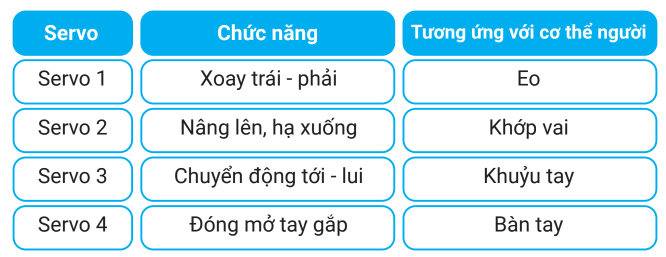 Servo Chức năng Tương ứng với cơ thể người
Servo 1 Xoay trái - phải Eo
Servo 2 Nâng lên, hạ xuống Khớp vai
Servo 3 Chuyển động tới - lui Khuỷu tay
Servo 4 Đóng mở tay gắp Bàn tay